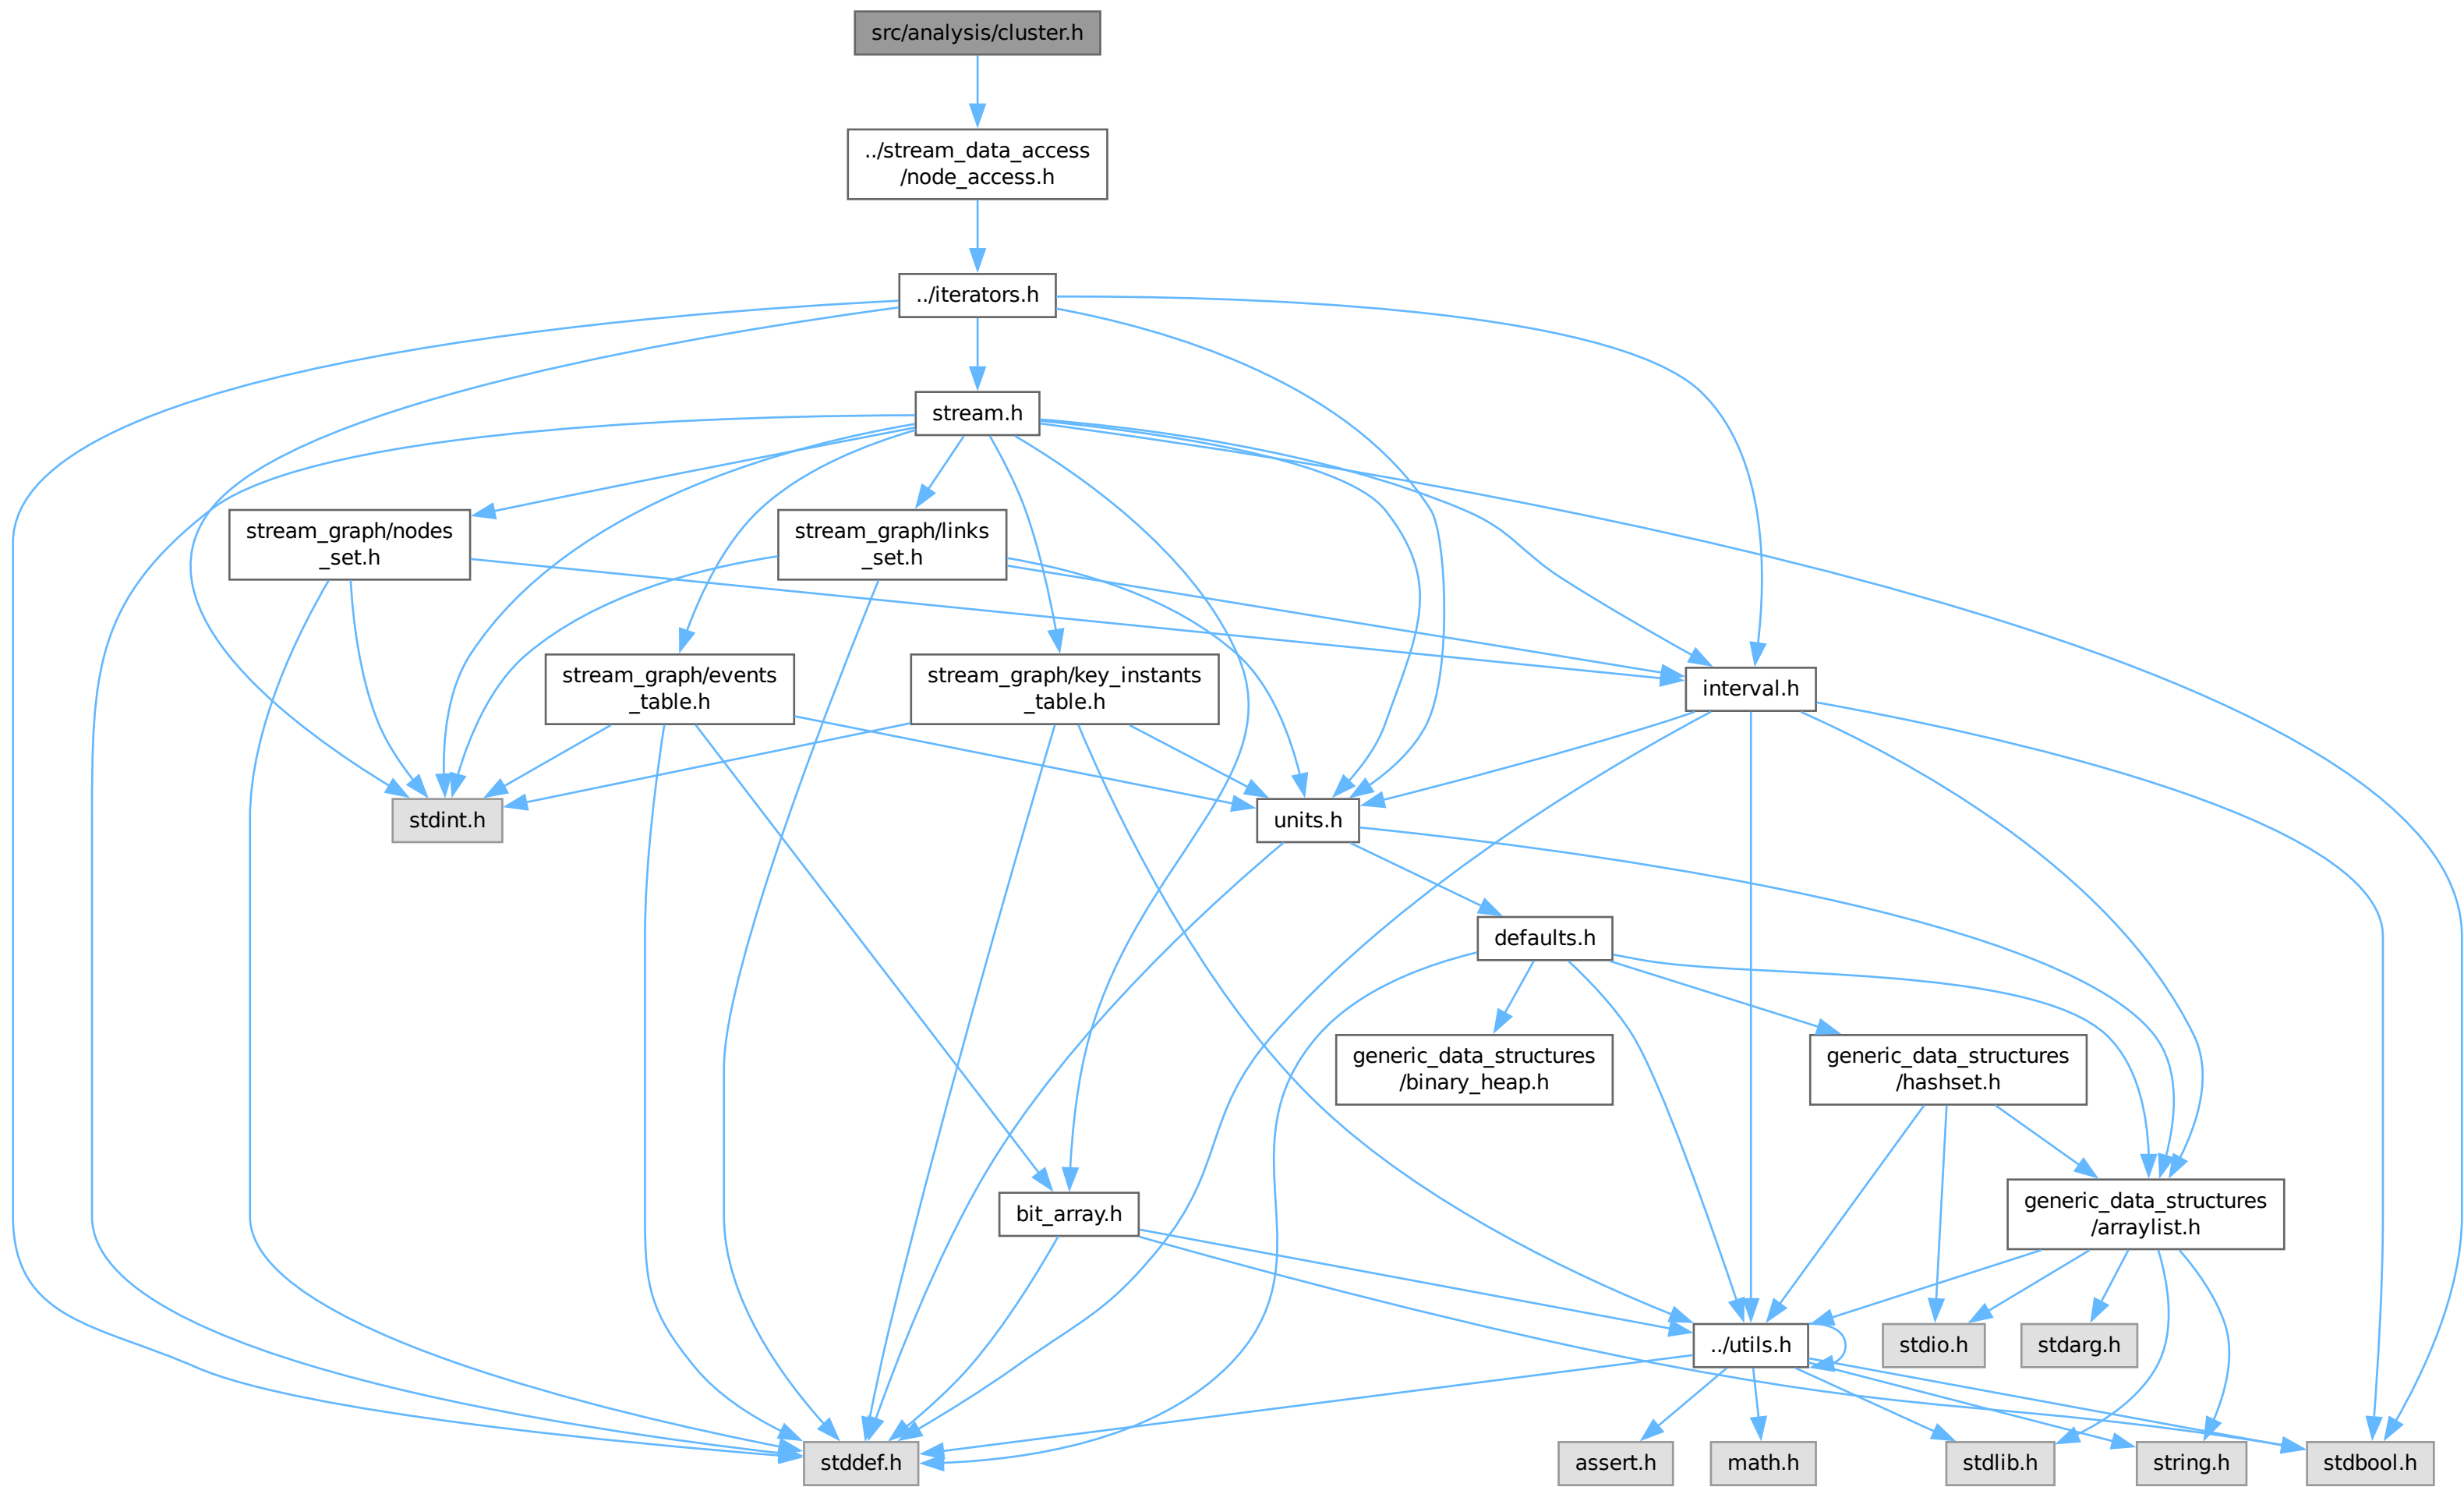 src/analysis/cluster.h
../stream_data_access
/node_access.h
../iterators.h
stream.h
stream_graph/nodes
_set.h
stream_graph/links
_set.h
stream_graph/events
_table.h
stream_graph/key_instants
_table.h
interval.h
stdint.h
units.h
defaults.h
generic_data_structures
/binary_heap.h
generic_data_structures
/hashset.h
bit_array.h
generic_data_structures
/arraylist.h
../utils.h
stdio.h
stdarg.h
stddef.h
assert.h
math.h
stdlib.h
string.h
stdbool.h